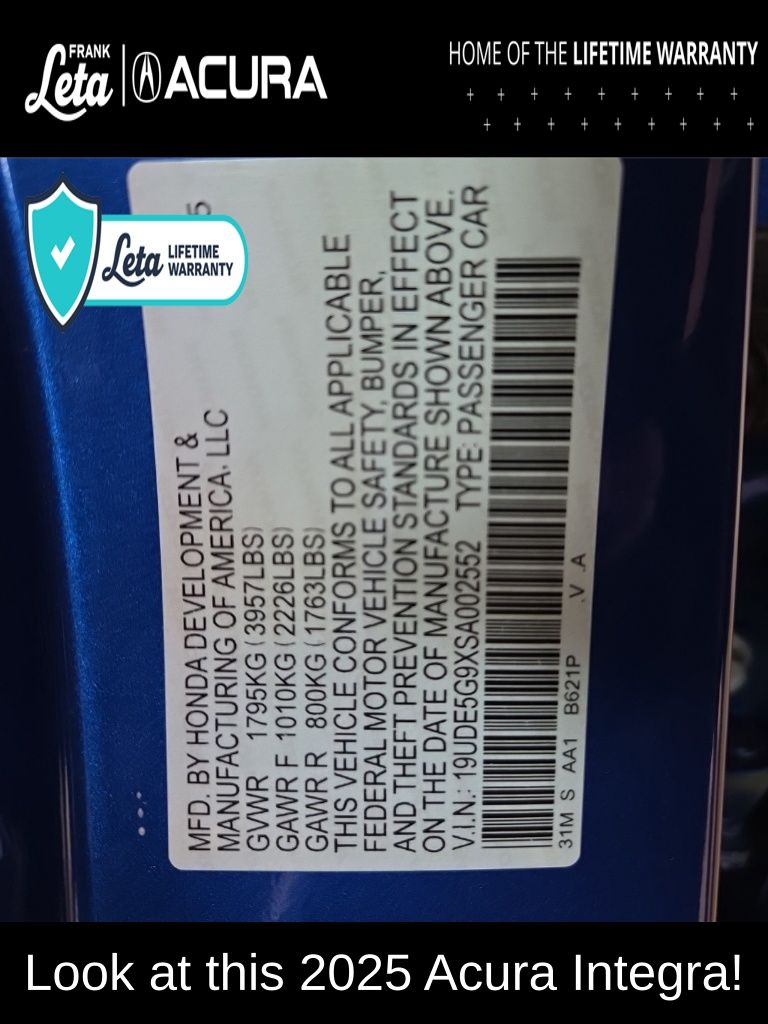 FRANK
Leta
ACURA
HOME OF THE LIFETIME WARRANTY
Leta
LIFETIME
WARRANTY
5
MFD. BY HONDA DEVELOPMENT &
MANUFACTURING OF AMERICA, LLC
GVWR 1795KG (3957LBS)
GAWR F 1010KG (2226LBS)
GAWR R 800KG (1763LBS)
THIS VEHICLE CONFORMS TO ALL APPLICABLE
FEDERAL MOTOR VEHICLE SAFETY, BUMPER,
AND THEFT PREVENTION STANDARDS IN EFFECT
ON THE DATE OF MANUFACTURE SHOWN ABOVE.
V.I.N.: 19UDE5G9XSA002552 TYPE: PASSENGER CAR
31M S AA1 B621P .V .A
Look at this 2025 Acura Integra!